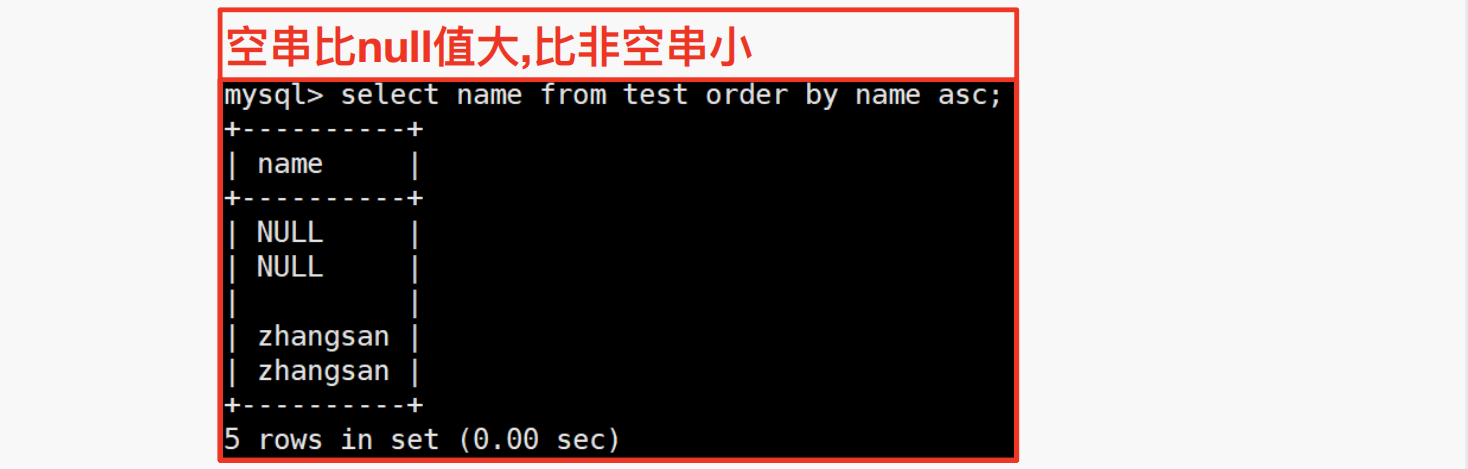 空串比null值大,比非空串小
mysql> select name from test order by name asc;
+----------+
| name     |
+----------+
| NULL     |
| NULL     |
|          |
| zhangsan |
| zhangsan |
+----------+
5 rows in set (0.00 sec)